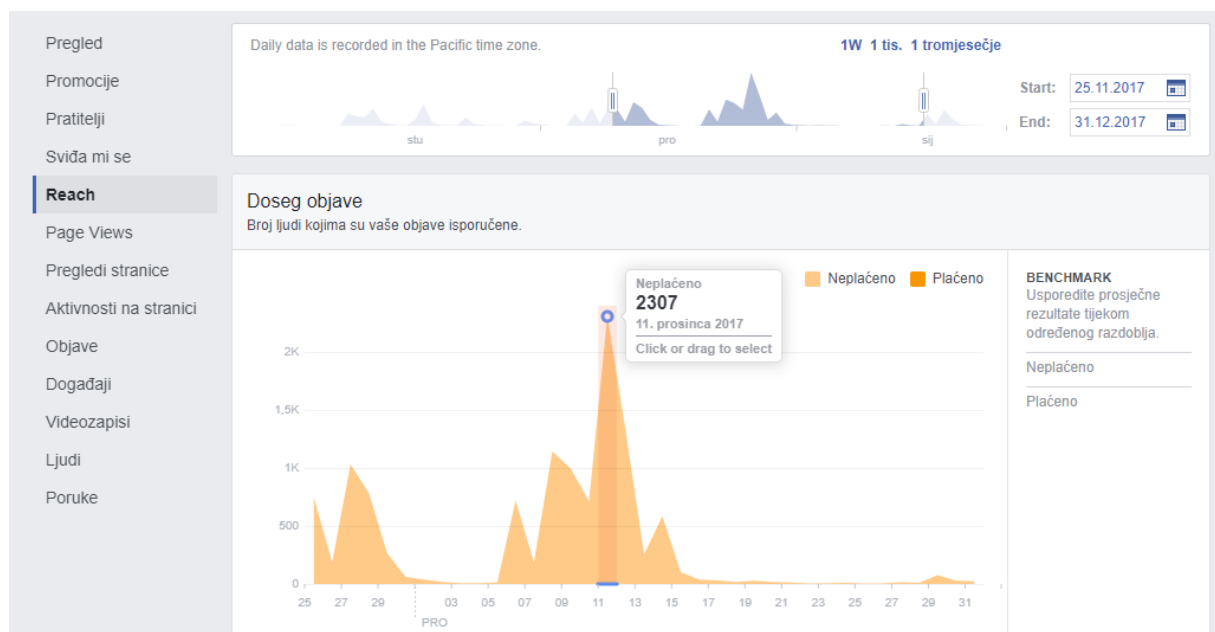 Pregled
Promocije
Pratitelji
Sviđa mi se
Reach
Page Views
Pregledi stranice
Aktivnosti na stranici
Objave
Događaji
Videozapisi
Ljudi
Poruke
Daily data is recorded in the Pacific time zone.
1W 1 tis. 1 tromjesečje
Start: 25.11.2017
End: 31.12.2017
stu pro sij
Doseg objave
Broj ljudi kojima su vaše objave isporučene.
Neplaćeno Plaćeno
Neplaćeno
2307
11. prosinca 2017
Click or drag to select
2K
1,5K
1K
500
0
25 27 29 03 05 07 09 11 13 15 17 19 21 23 25 27 29 31
PRO
BENCHMARK
Usporedite prosječne
rezultate tijekom
određenog razdoblja.
Neplaćeno
Plaćeno